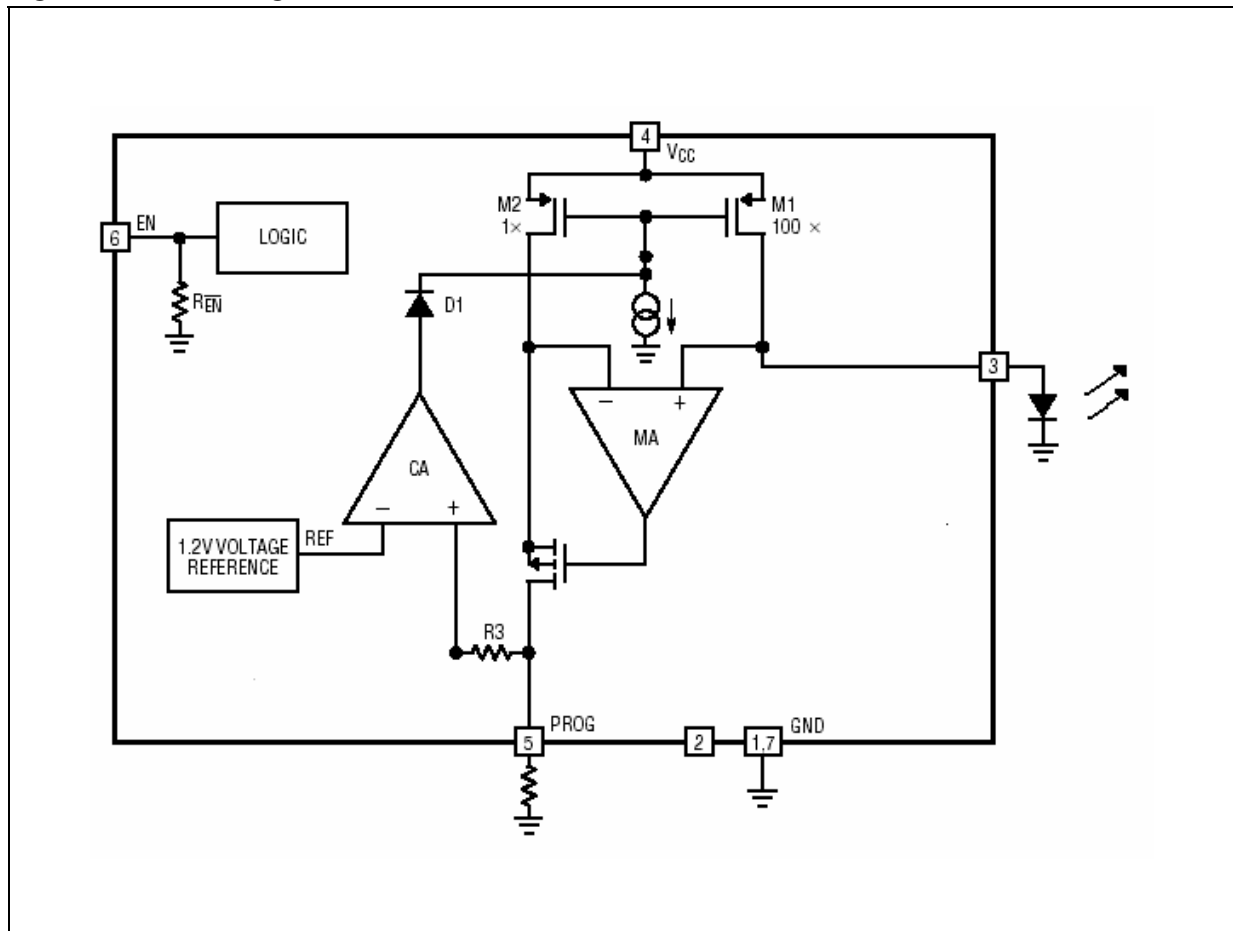 4
VCC
M2
1×
M1
100 ×
6
EN
LOGIC
REN
D1
3
−
+
MA
CA
−
+
1.2V VOLTAGE
REFERENCE
REF
R3
PROG
GND
5
2
1,7